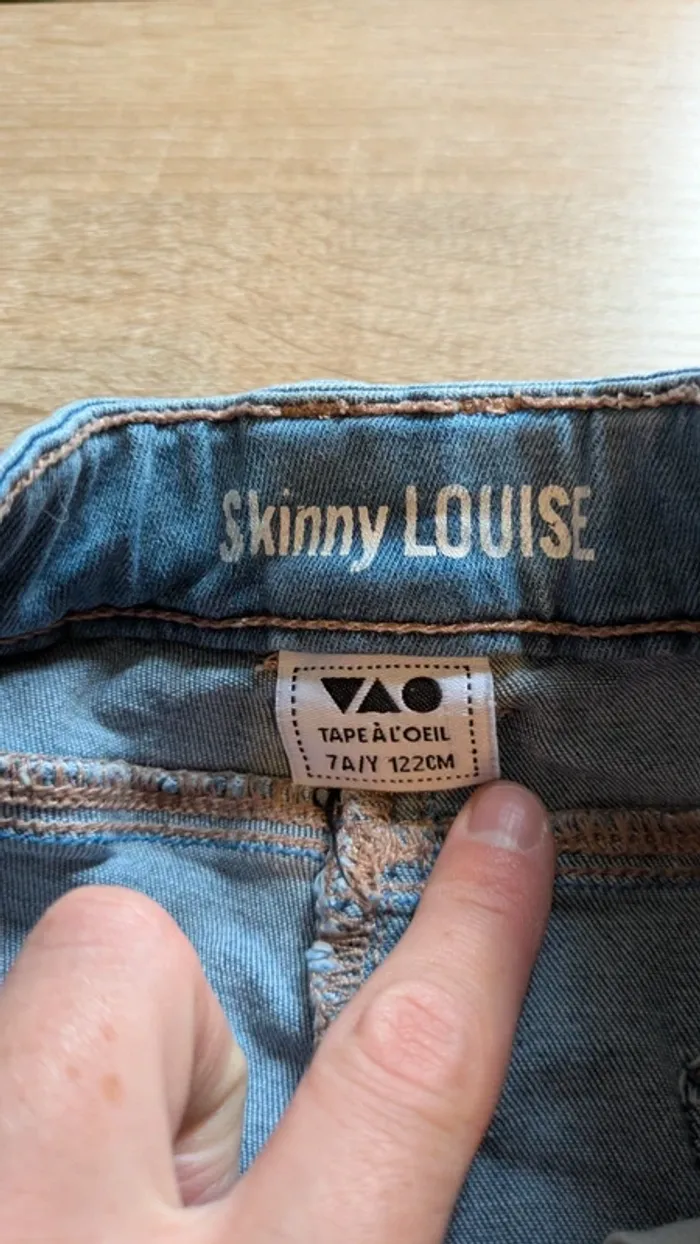 Skinny LOUISE
TAPE À L'OEIL
7A/Y 122CM